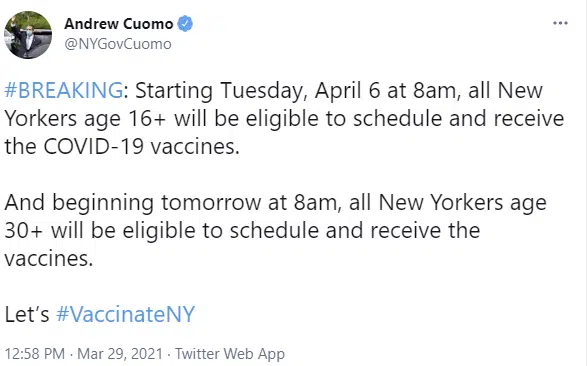 Andrew Cuomo
@NYGovCuomo
#BREAKING: Starting Tuesday, April 6 at 8am, all New
Yorkers age 16+ will be eligible to schedule and receive
the COVID-19 vaccines.
And beginning tomorrow at 8am, all New Yorkers age
30+ will be eligible to schedule and receive the
vaccines.
Let’s #VaccinateNY
12:58 PM · Mar 29, 2021 · Twitter Web App